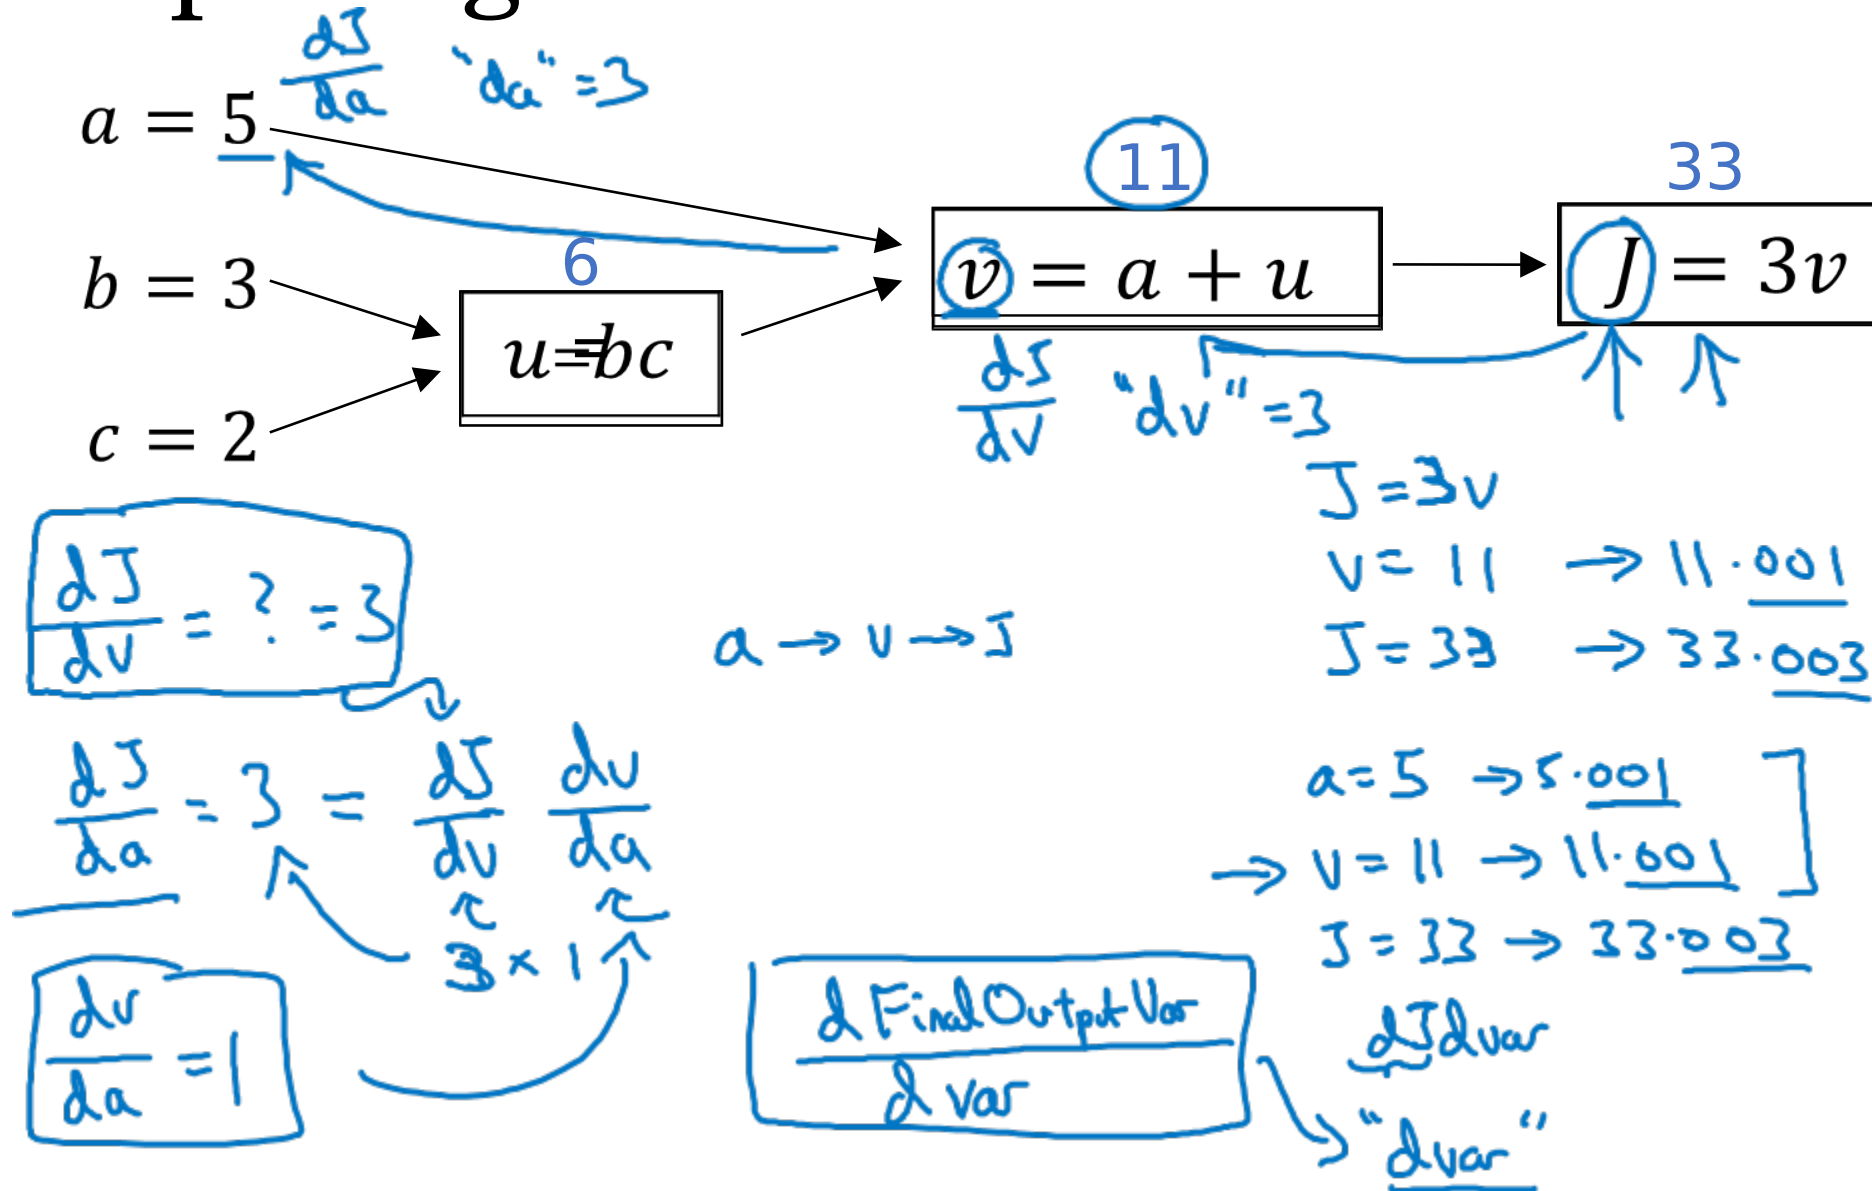 dJ/da "da" = 3
a = 5
11
33
b = 3
6
v = a + u
J = 3v
u = bc
c = 2
dJ/dv "dv" = 3
J = 3v
dJ/dv = ? = 3
v = 11 → 11.001
a → v → J
J = 33 → 33.003
dJ/da = 3 = dJ/dv dv/da
a = 5 → 5.001
v = 11 → 11.001
3 × 1
J = 33 → 33.003
dv/da = 1
d FinalOutputVar / d var
dJdvar
"dvar"